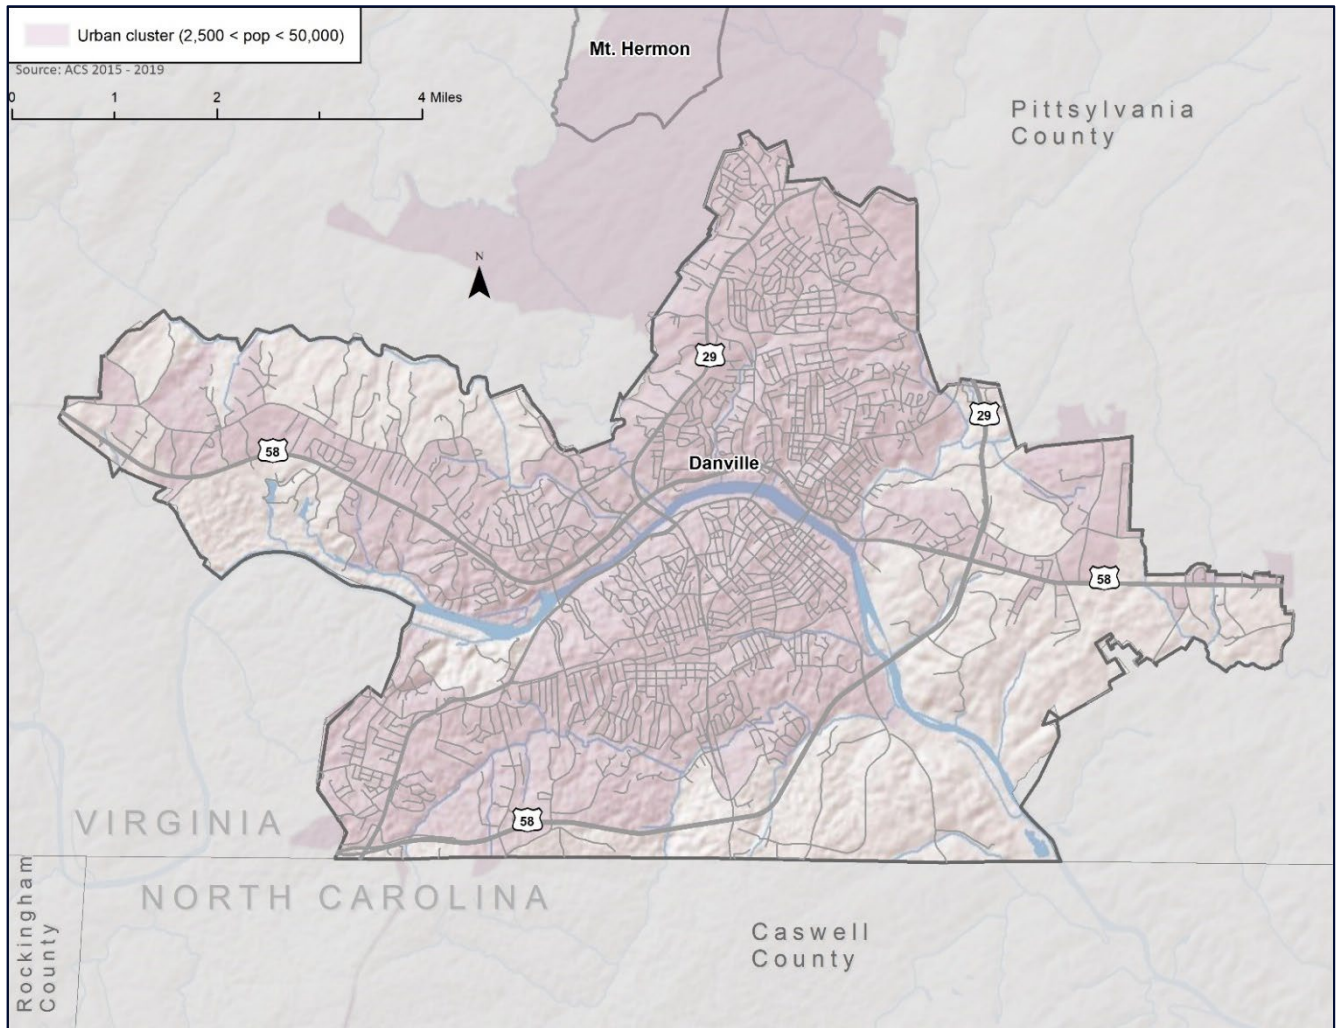 Urban cluster (2,500 < pop < 50,000)
Source: ACS 2015 - 2019
0 1 2 4 Miles
Mt. Hermon
Pittsylvania
County
N
29
29
58
Danville
58
58
VIRGINIA
NORTH CAROLINA
Rockingham
County
Caswell
County